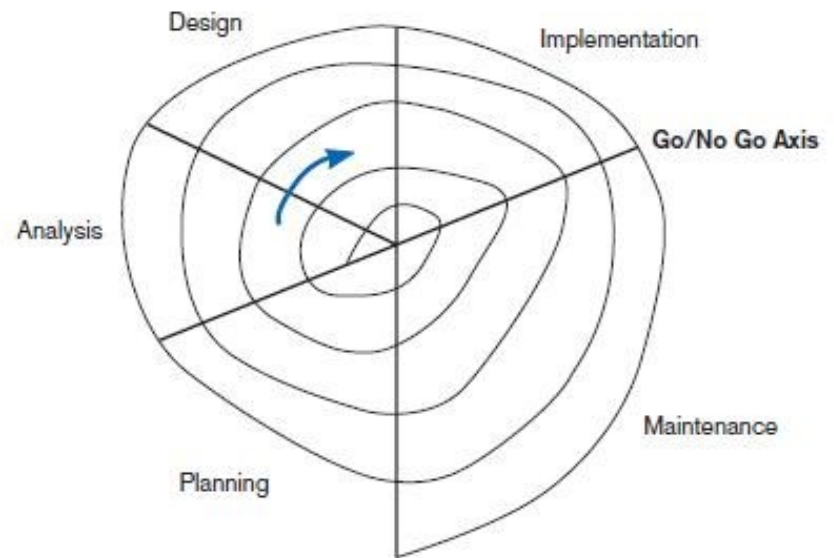 Design
Implementation
Go/No Go Axis
Analysis
Maintenance
Planning